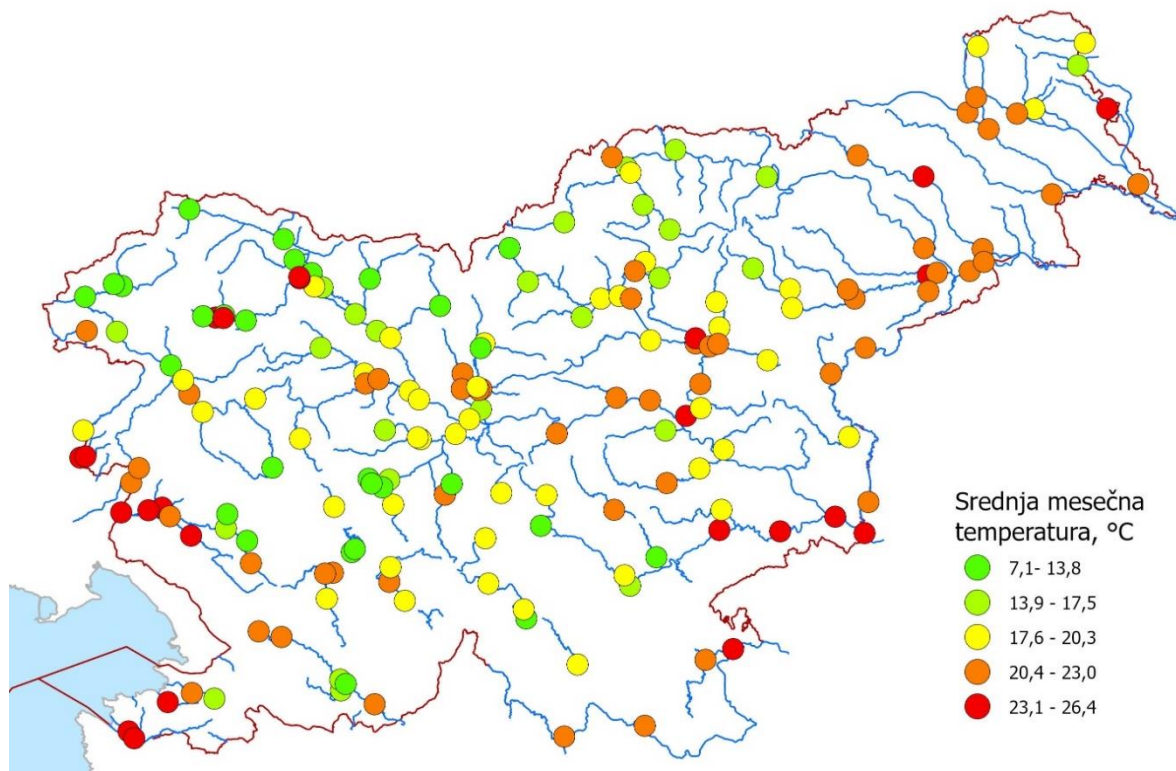 Srednja mesečna
temperatura, °C
7,1- 13,8
13,9 - 17,5
17,6 - 20,3
20,4 - 23,0
23,1 - 26,4